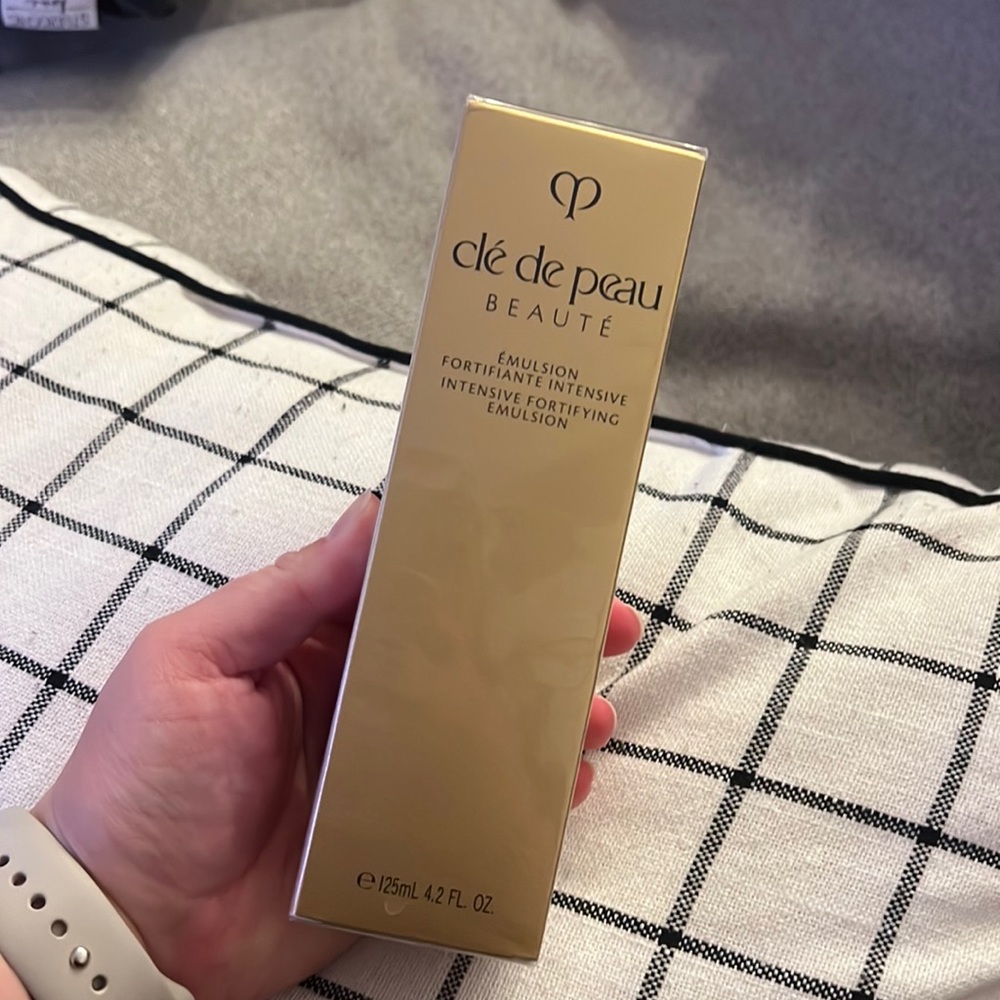 clé de peau
BEAUTÉ
ÉMULSION
FORTIFIANTE INTENSIVE
INTENSIVE FORTIFYING
EMULSION
℮ 125mL 4.2 FL. OZ.